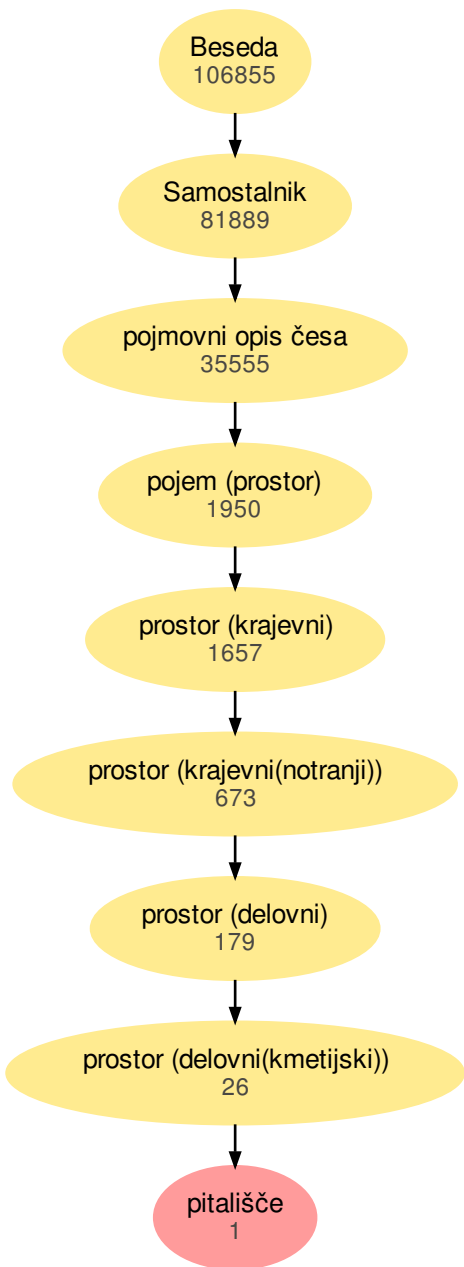 Beseda
106855
Samostalnik
81889
pojmovni opis česa
35555
pojem (prostor)
1950
prostor (krajevni)
1657
prostor (krajevni(notranji))
673
prostor (delovni)
179
prostor (delovni(kmetijski))
26
pitališče
1